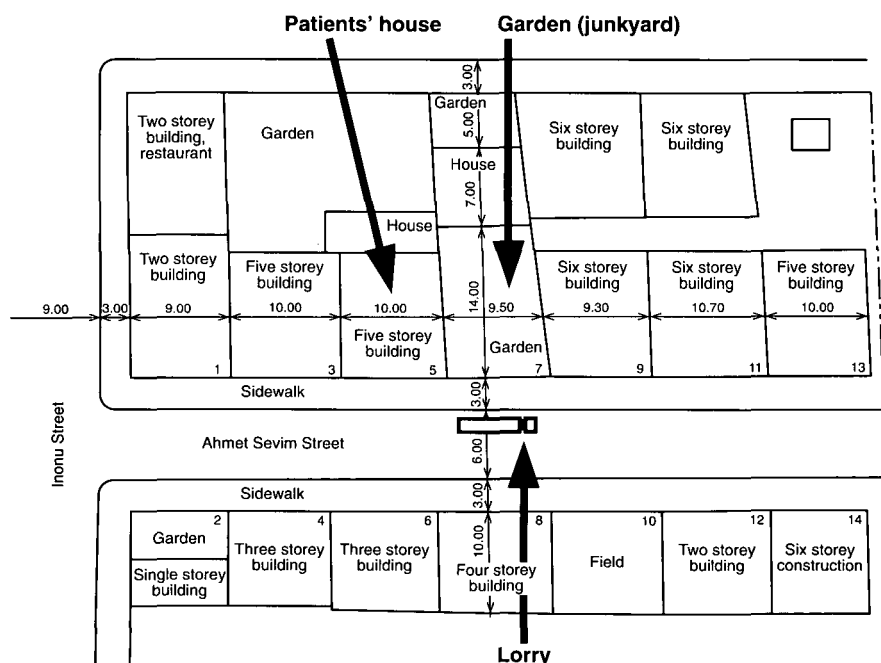 Patients' house
Garden (junkyard)
3.00
Two storey
building,
restaurant
Garden
Garden
5.00
Six storey
building
Six storey
building
House
7.00
House
Two storey
building
Five storey
building
14.00
Six storey
building
Six storey
building
Five storey
building
9.00
3.00
9.00
10.00
10.00
9.50
9.30
10.70
10.00
Five storey
building
Garden
1
3
5
7
9
11
13
Sidewalk
3.00
Inonu Street
Ahmet Sevim Street
6.00
Sidewalk
3.00
2
4
6
8
10
12
14
Garden
Three storey
building
Three storey
building
10.00
Four storey
building
Field
Two storey
building
Six storey
construction
Single storey
building
Lorry